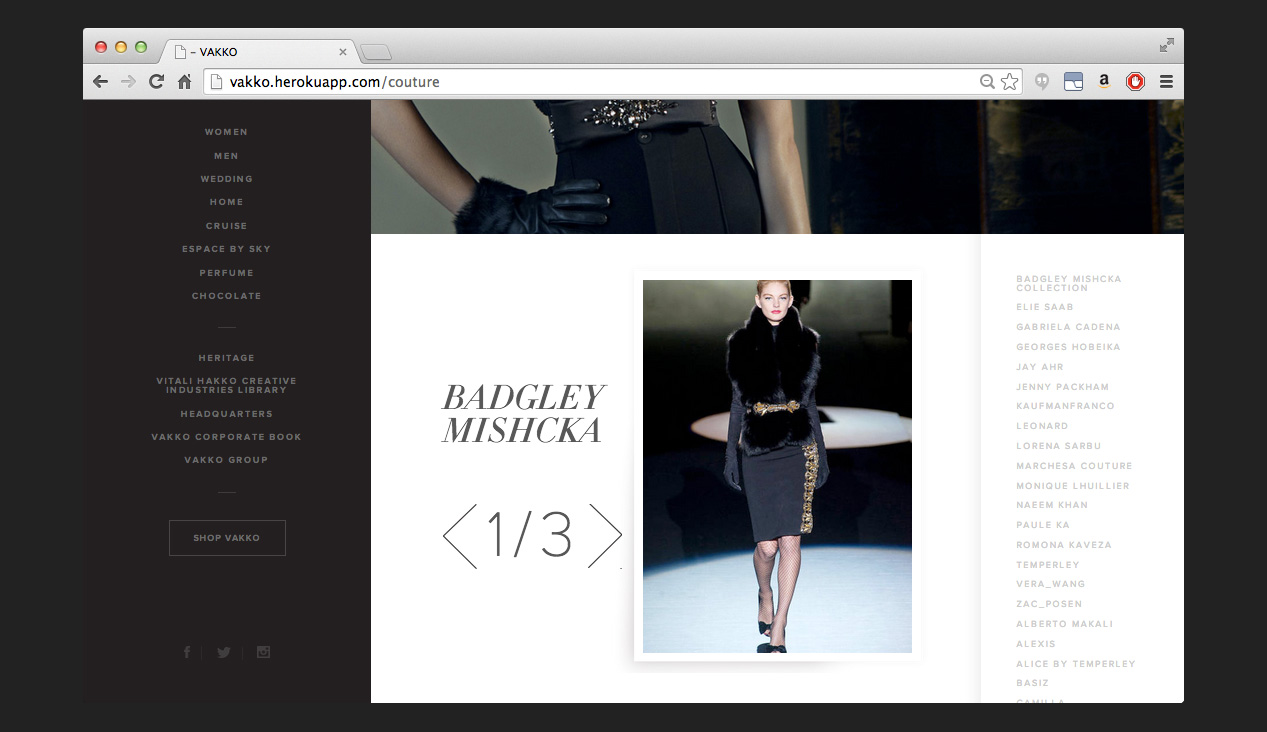 – VAKKO
vakko.herokuapp.com/couture
a
WOMEN
MEN
WEDDING
HOME
CRUISE
ESPACE BY SKY
PERFUME
CHOCOLATE
HERITAGE
VITALI HAKKO CREATIVE
INDUSTRIES LIBRARY
HEADQUARTERS
VAKKO CORPORATE BOOK
VAKKO GROUP
SHOP VAKKO
BADGLEY
MISHCKA
1/3
BADGLEY MISHCKA
COLLECTION
ELIE SAAB
GABRIELA CADENA
GEORGES HOBEIKA
JAY AHR
JENNY PACKHAM
KAUFMANFRANCO
LEONARD
LORENA SARBU
MARCHESA COUTURE
MONIQUE LHUILLIER
NAEEM KHAN
PAULE KA
ROMONA KAVEZA
TEMPERLEY
VERA_WANG
ZAC_POSEN
ALBERTO MAKALI
ALEXIS
ALICE BY TEMPERLEY
BASIZ